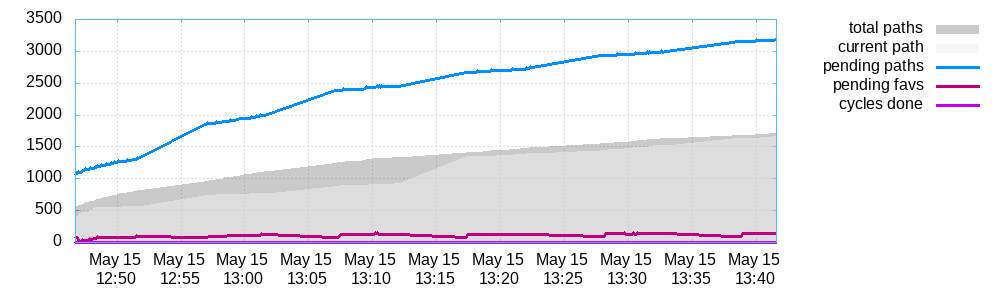 3500
3000
2500
2000
1500
1000
500
0
May 15 May 15 May 15 May 15 May 15 May 15 May 15 May 15 May 15 May 15 May 15
12:50 12:55 13:00 13:05 13:10 13:15 13:20 13:25 13:30 13:35 13:40
total paths
current path
pending paths
pending favs
cycles done